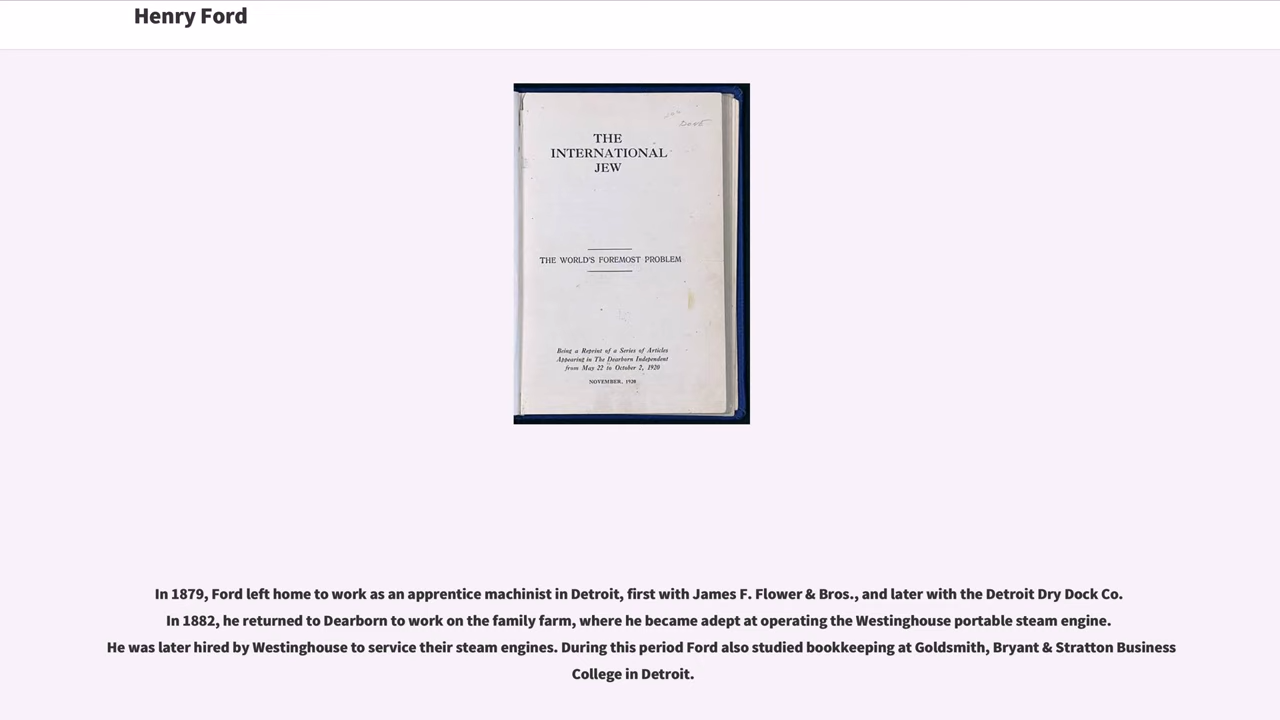 Henry Ford
THE
INTERNATIONAL
JEW
THE WORLD'S FOREMOST PROBLEM
Being a Reprint of a Series of Articles
Appearing in The Dearborn Independent
from May 22 to October 2, 1920
NOVEMBER, 1920
In 1879, Ford left home to work as an apprentice machinist in Detroit, first with James F. Flower & Bros., and later with the Detroit Dry Dock Co.
In 1882, he returned to Dearborn to work on the family farm, where he became adept at operating the Westinghouse portable steam engine.
He was later hired by Westinghouse to service their steam engines. During this period Ford also studied bookkeeping at Goldsmith, Bryant & Stratton Business
College in Detroit.